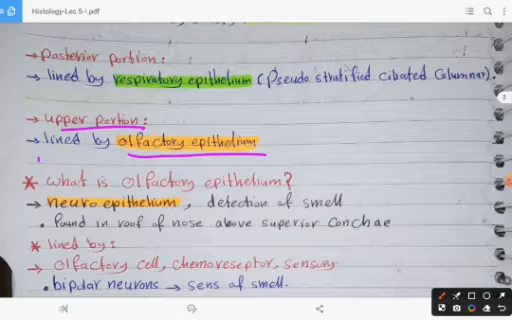 Histology-Lec 5-١.pdf
→ Posterior portion:
→ lined by respiratory epithelium (Pseudo stratified ciliated Columnar).
→ upper portion:
→ lined by olfactory epithelium
* What is Olfactory epithelium?
→ neuro epithelium, detection of smell
• found in roof of nose above superior Conchae
* lined by:
→ Olfactory cell, chemoreseptor, sensory
• bipolar neurons → sens of smell.